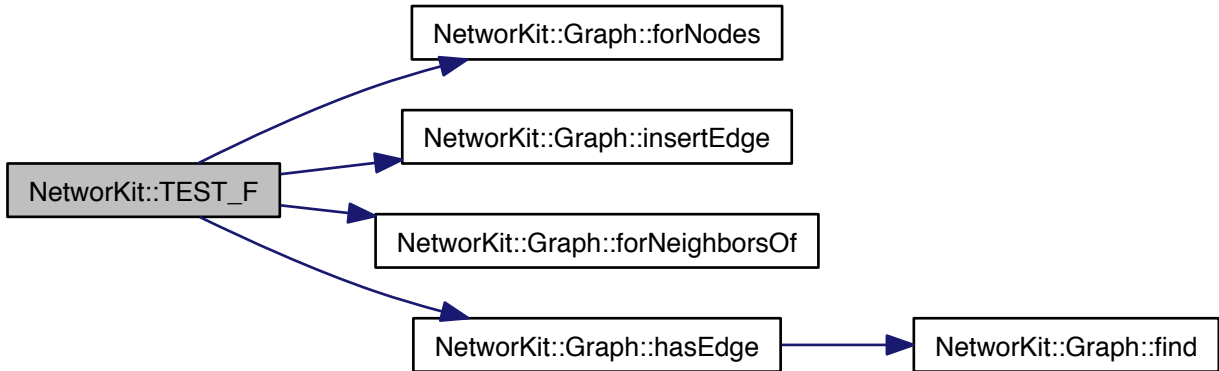 NetworKit::Graph::forNodes
NetworKit::Graph::insertEdge
NetworKit::TEST_F
NetworKit::Graph::forNeighborsOf
NetworKit::Graph::hasEdge
NetworKit::Graph::find